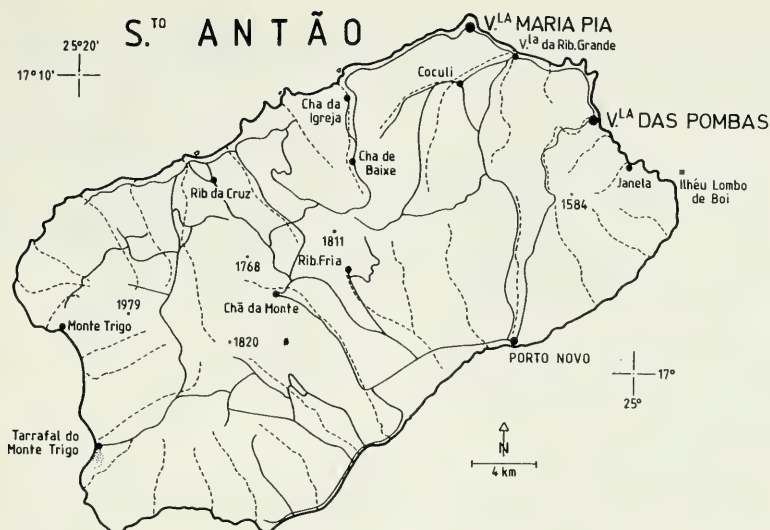 S.TO ANTÃO
25°20'
17°10'
V.LA MARIA PIA
V.la da Rib. Grande
Coculi
Cha da
Igreja
V.LA DAS POMBAS
Cha de
Baixe
Janela
Ilhéu Lombo
de Boi
Rib da Cruz
1584
1811
1768
Rib. Fria
Chã da Monte
1979
Monte Trigo
1820
PORTO NOVO
17°
25°
Tarrafal do
Monte Trigo
N
4 km